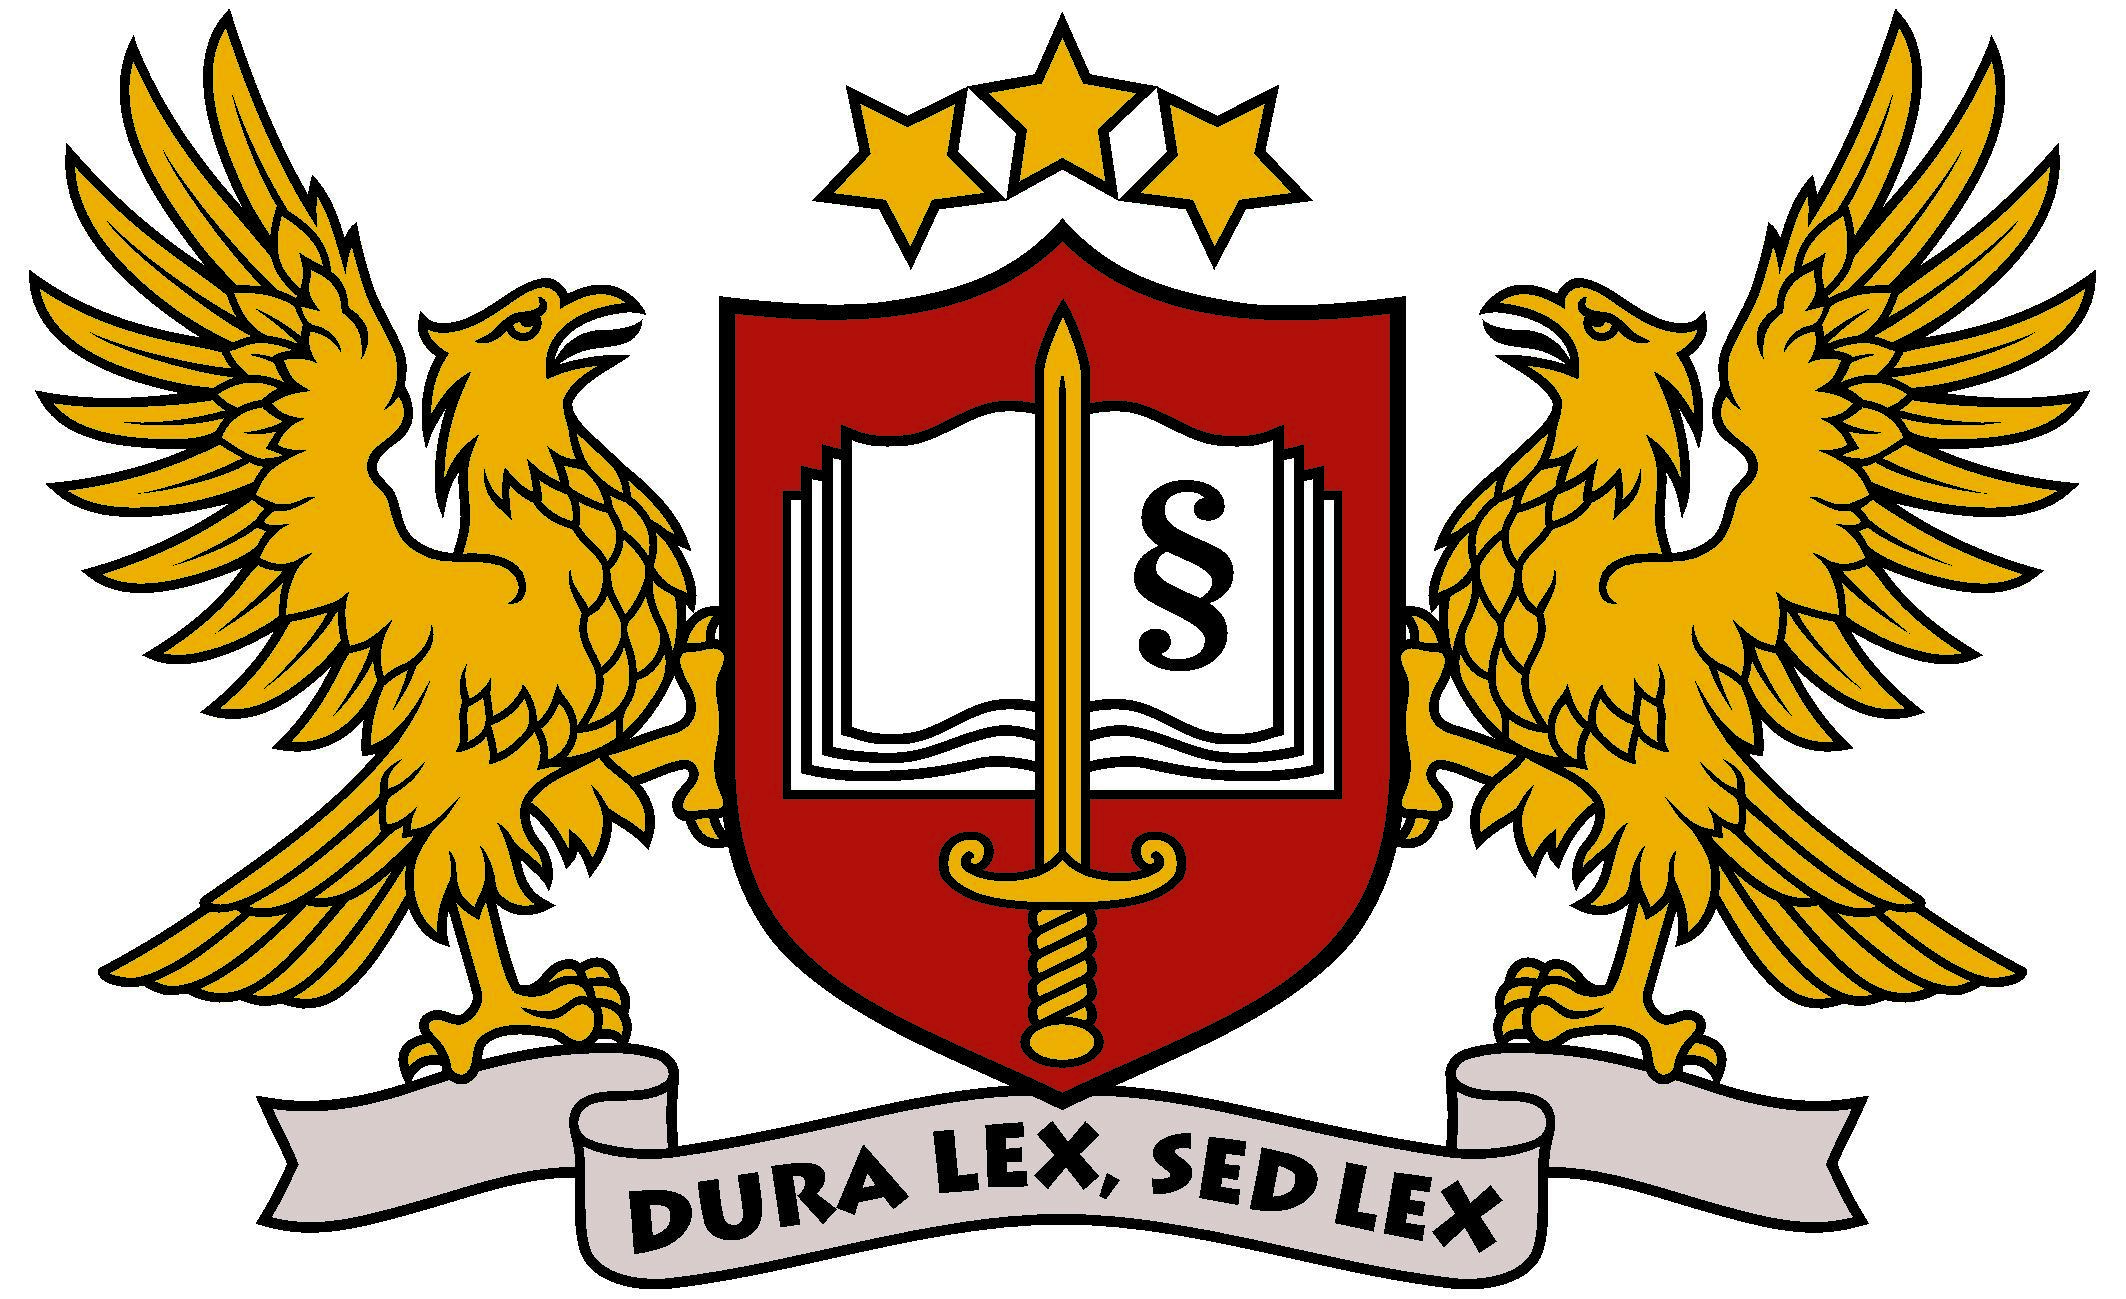 §
DURA LEX, SED LEX